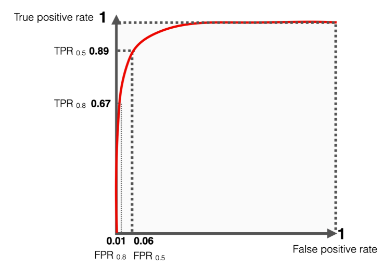 True positive rate 1
TPR 0.5 0.89
TPR 0.8 0.67
0.01 0.06
FPR 0.8 FPR 0.5
1
False positive rate